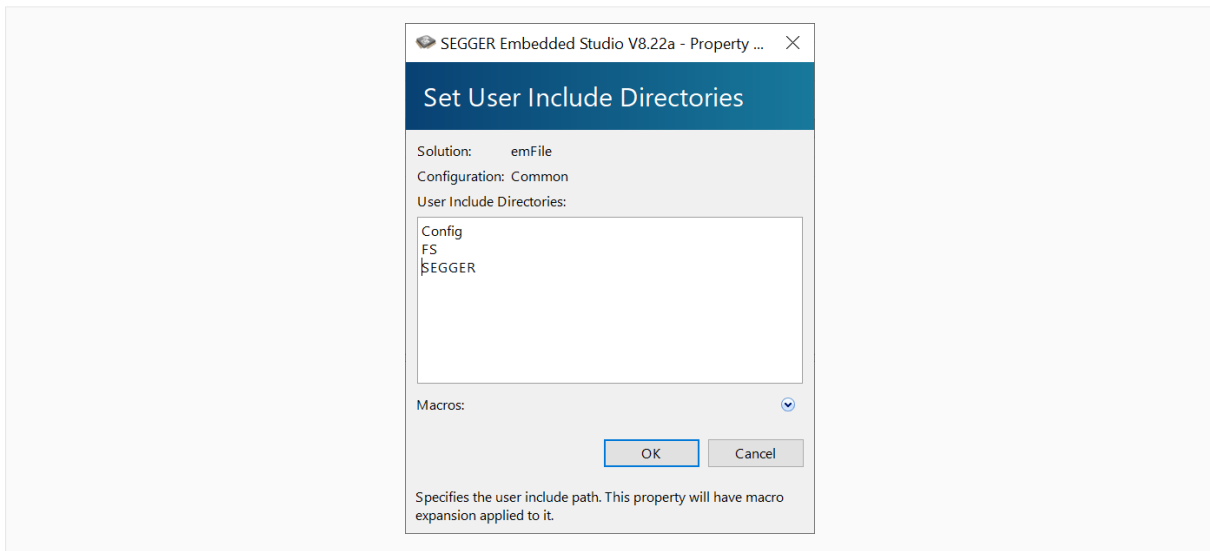 SEGGER Embedded Studio V8.22a - Property ...
Set User Include Directories
Solution: emFile
Configuration: Common
User Include Directories:
Config
FS
SEGGER
Macros:
OK Cancel
Specifies the user include path. This property will have macro
expansion applied to it.